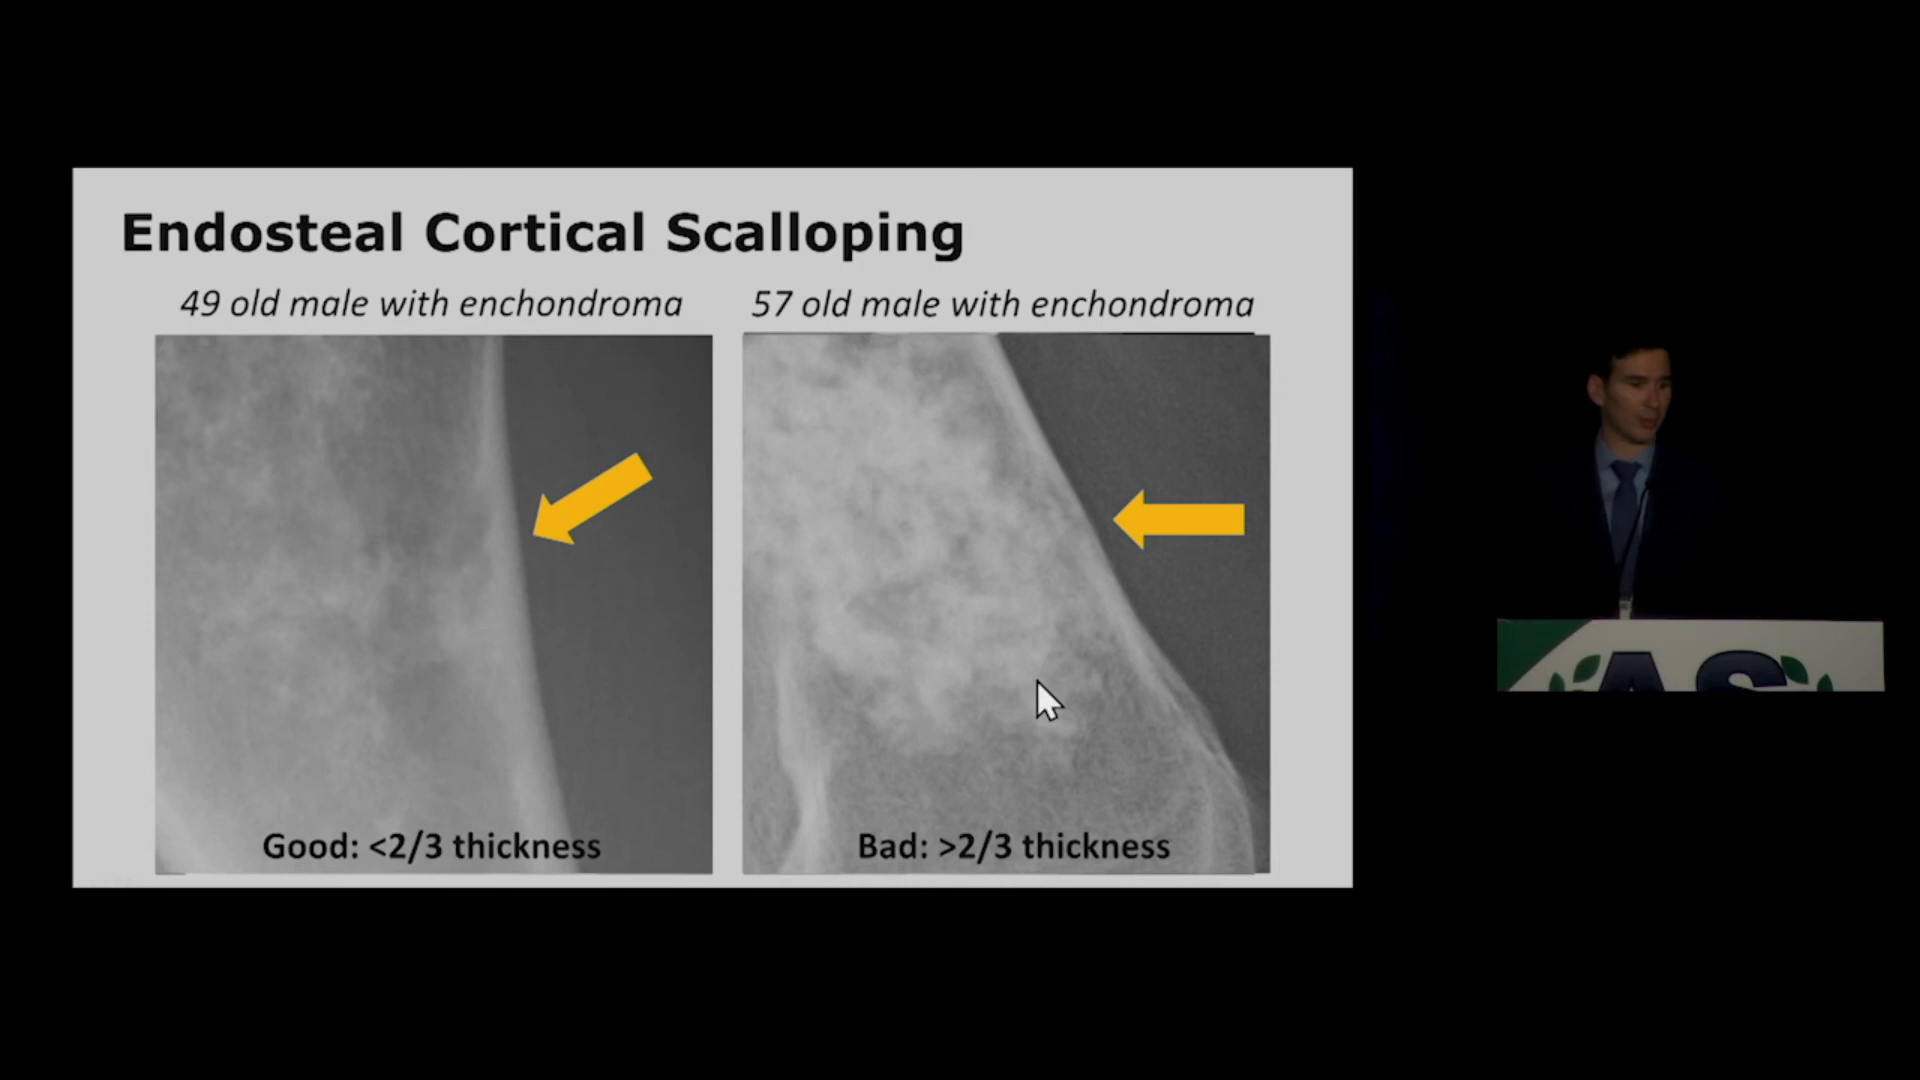 Endosteal Cortical Scalloping
49 old male with enchondroma
57 old male with enchondroma
Good: <2/3 thickness
Bad: >2/3 thickness
AS